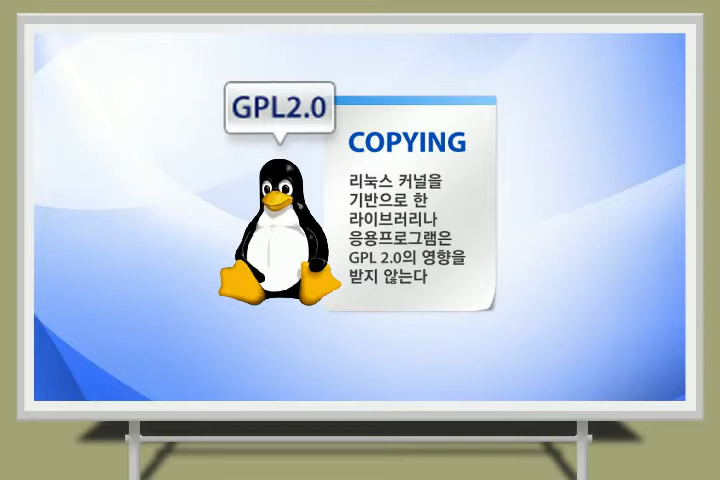 GPL2.0
COPYING
리눅스 커널을
기반으로 한
라이브러리나
응용프로그램은
GPL 2.0의 영향을
받지 않는다